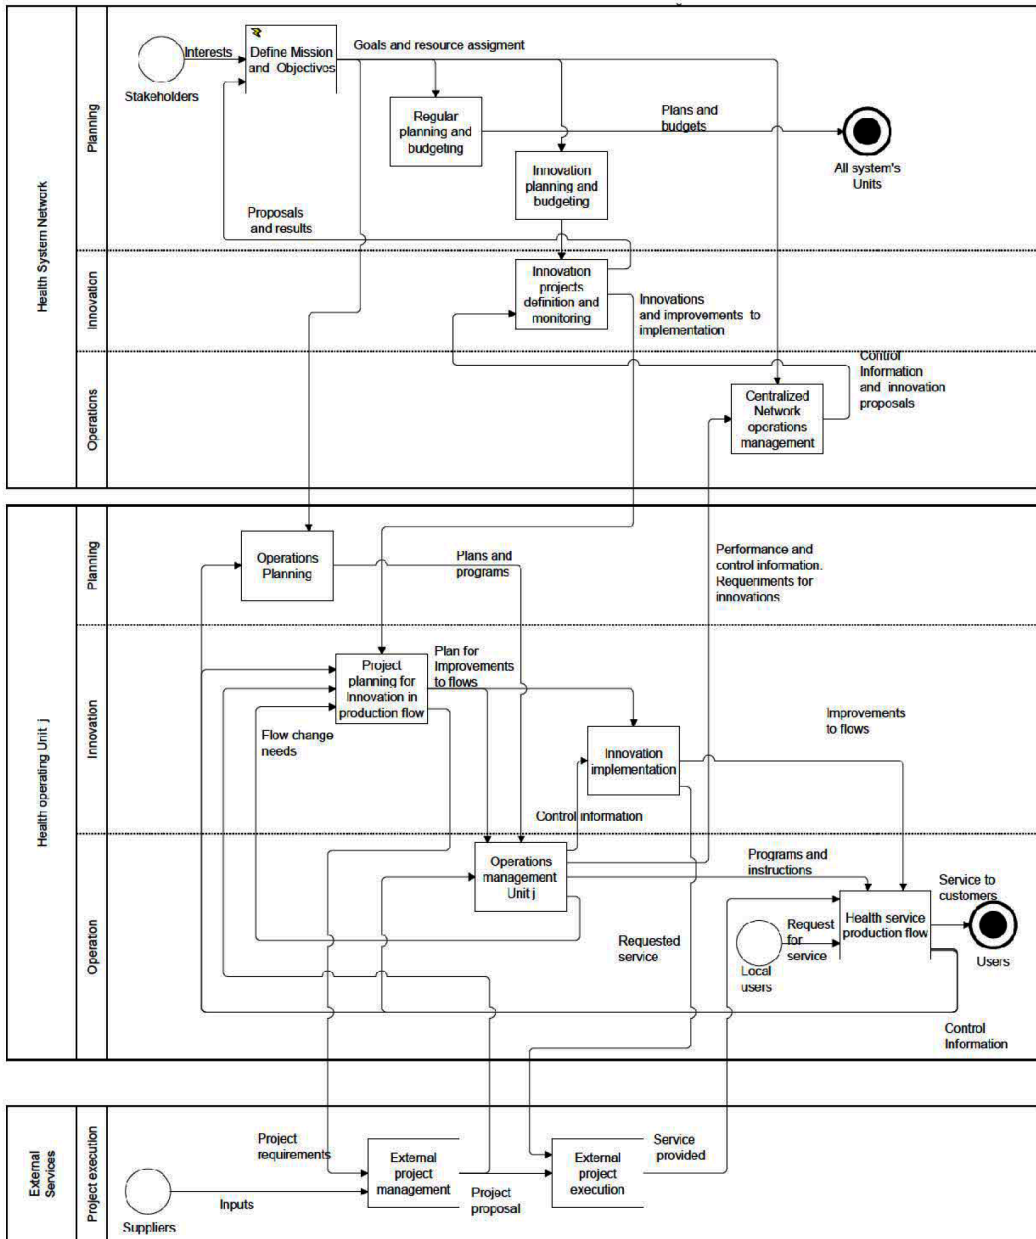 Health System Network
Planning
Innovation
Operations
Interests
Stakeholders
Define Mission
and Objectives
Goals and resource assigment
Regular
planning and
budgeting
Plans and
budgets
All system's
Units
Innovation
planning and
budgeting
Proposals
and results
Innovation
projects
definition and
monitoring
Innovations
and improvements to
implementation
Control
Information
and innovation
proposals
Centralized
Network
operations
management
Health operating Unit j
Planning
Innovation
Operation
Operations
Planning
Plans and
programs
Performance and
control information.
Requeriments for
innovations
Project
planning for
Innovation in
production flow
Plan for
Improvements
to flows
Flow change
needs
Innovation
implementation
Improvements
to flows
Control information
Operations
management
Unit j
Programs and
instructions
Requested
service
Request
for
service
Local
users
Health service
production flow
Service to
customers
Users
Control
Information
External
Services
Project execution
Project
requirements
Suppliers
Inputs
External
project
management
Project
proposal
External
project
execution
Service
provided